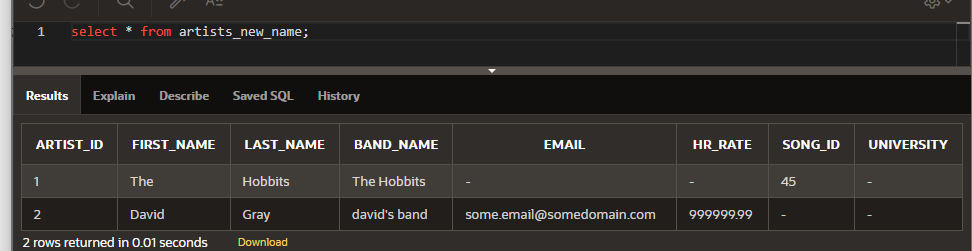 1 select * from artists_new_name;
Results Explain Describe Saved SQL History
ARTIST_ID FIRST_NAME LAST_NAME BAND_NAME EMAIL HR_RATE SONG_ID UNIVERSITY
1 The Hobbits The Hobbits - - 45 -
2 David Gray david's band some.email@somedomain.com 999999.99 - -
2 rows returned in 0.01 seconds Download